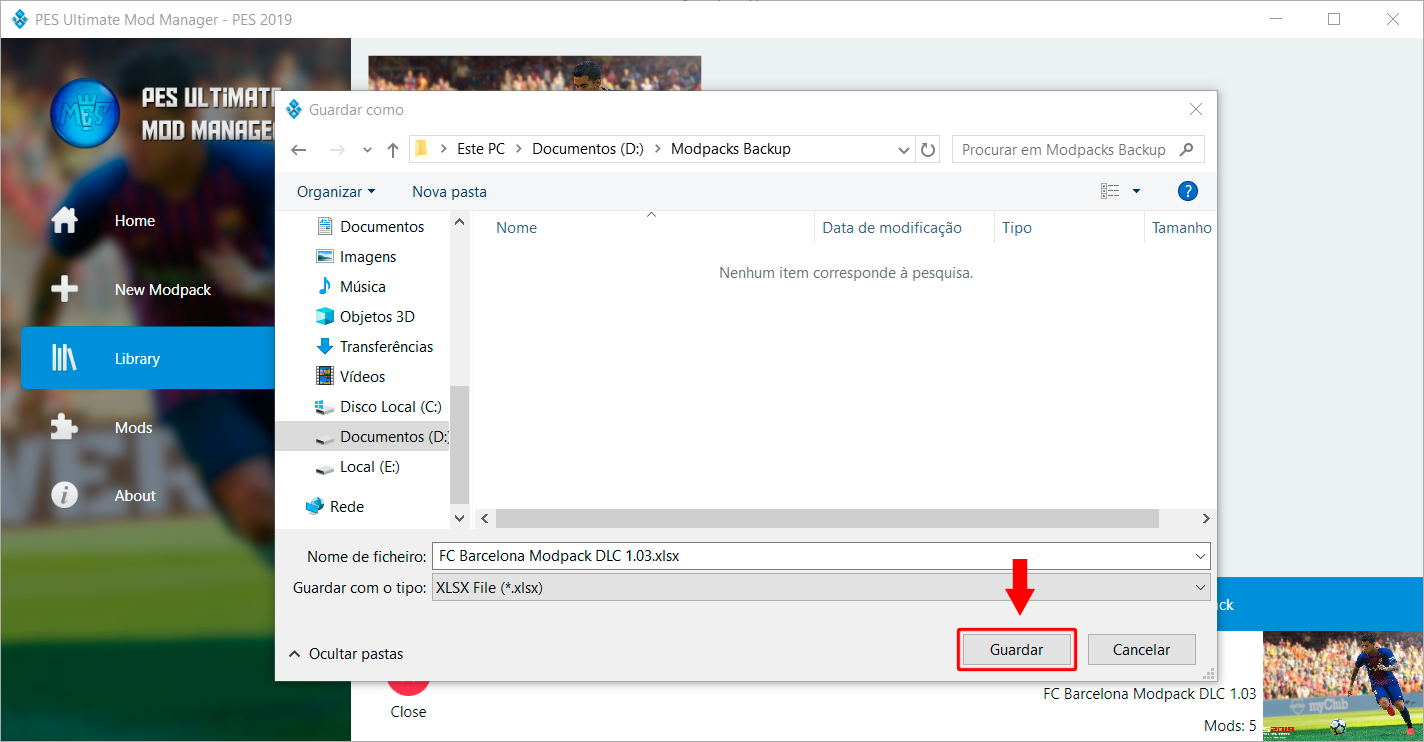 PES Ultimate Mod Manager - PES 2019
PES ULTIMATE
MOD MANAGE
MES
Home
New Modpack
Library
Mods
About
Guardar como
Este PC > Documentos (D:) > Modpacks Backup
Procurar em Modpacks Backup
Organizar
Nova pasta
?
Documentos
Imagens
Música
Objetos 3D
Transferências
Vídeos
Disco Local (C:)
Documentos (D:)
Local (E:)
Rede
Nome
Data de modificação
Tipo
Tamanho
Nenhum item corresponde à pesquisa.
Nome de ficheiro: FC Barcelona Modpack DLC 1.03.xlsx
Guardar com o tipo: XLSX File (*.xlsx)
Ocultar pastas
Guardar
Cancelar
ck
Close
FC Barcelona Modpack DLC 1.03
Mods: 5
myClub